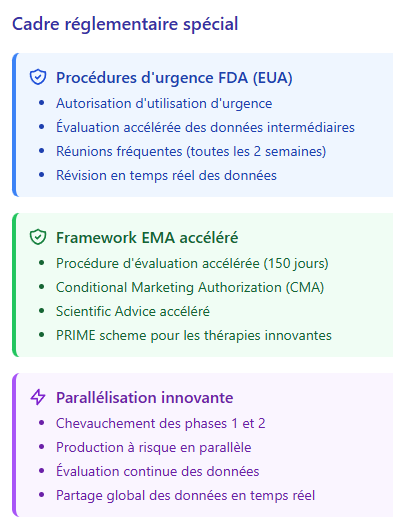 Cadre réglementaire spécial
Procédures d'urgence FDA (EUA)
• Autorisation d'utilisation d'urgence
• Évaluation accélérée des données intermédiaires
• Réunions fréquentes (toutes les 2 semaines)
• Révision en temps réel des données
Framework EMA accéléré
• Procédure d'évaluation accélérée (150 jours)
• Conditional Marketing Authorization (CMA)
• Scientific Advice accéléré
• PRIME scheme pour les thérapies innovantes
Parallélisation innovante
• Chevauchement des phases 1 et 2
• Production à risque en parallèle
• Évaluation continue des données
• Partage global des données en temps réel